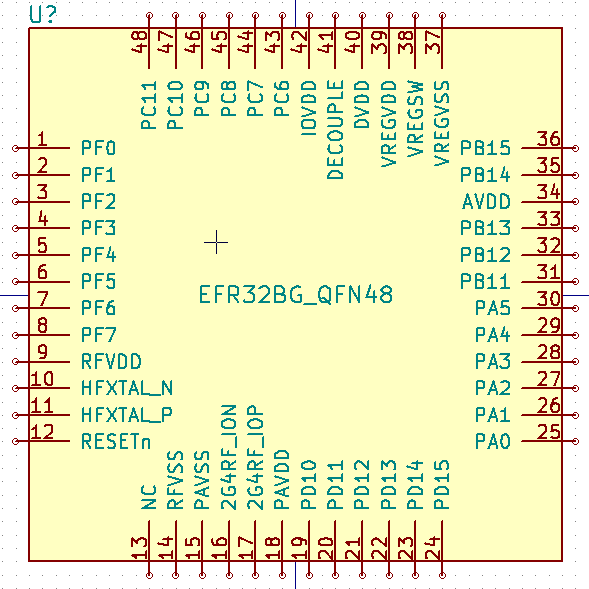 U?
48 47 46 45 44 43 42 41 40 39 38 37
PC11 PC10 PC9 PC8 PC7 PC6 IOVDD DECOUPLE DVDD VREGVDD VREGSW VREGVSS
1 PF0 PB15 36
2 PF1 PB14 35
3 PF2 AVDD 34
4 PF3 PB13 33
5 PF4 PB12 32
6 PF5 PB11 31
EFR32BG_QFN48
7 PF6 PA5 30
8 PF7 PA4 29
9 RFVDD PA3 28
10 HFXTAL_N PA2 27
11 HFXTAL_P PA1 26
12 RESETn PA0 25
NC RFVSS PAVSS 2G4RF_ION 2G4RF_IOP PAVDD PD10 PD11 PD12 PD13 PD14 PD15
13 14 15 16 17 18 19 20 21 22 23 24